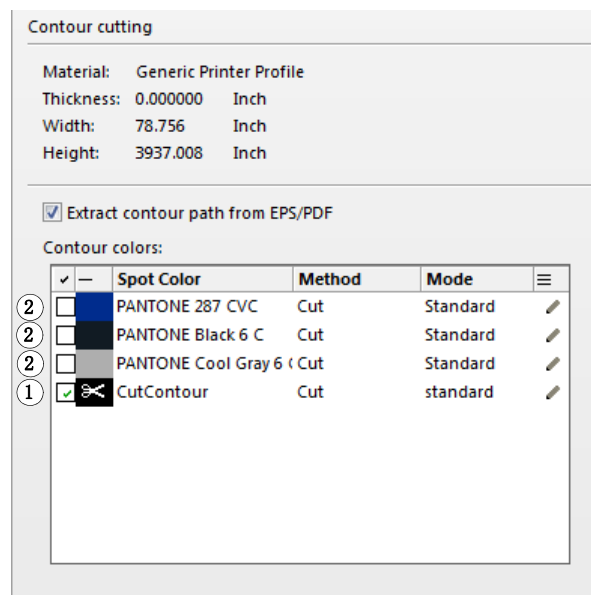 Contour cutting
Material: Generic Printer Profile
Thickness: 0.000000 Inch
Width: 78.756 Inch
Height: 3937.008 Inch
Extract contour path from EPS/PDF
Contour colors:
Spot Color Method Mode
2 PANTONE 287 CVC Cut Standard
2 PANTONE Black 6 C Cut Standard
2 PANTONE Cool Gray 6 ( Cut Standard
1 CutContour Cut standard